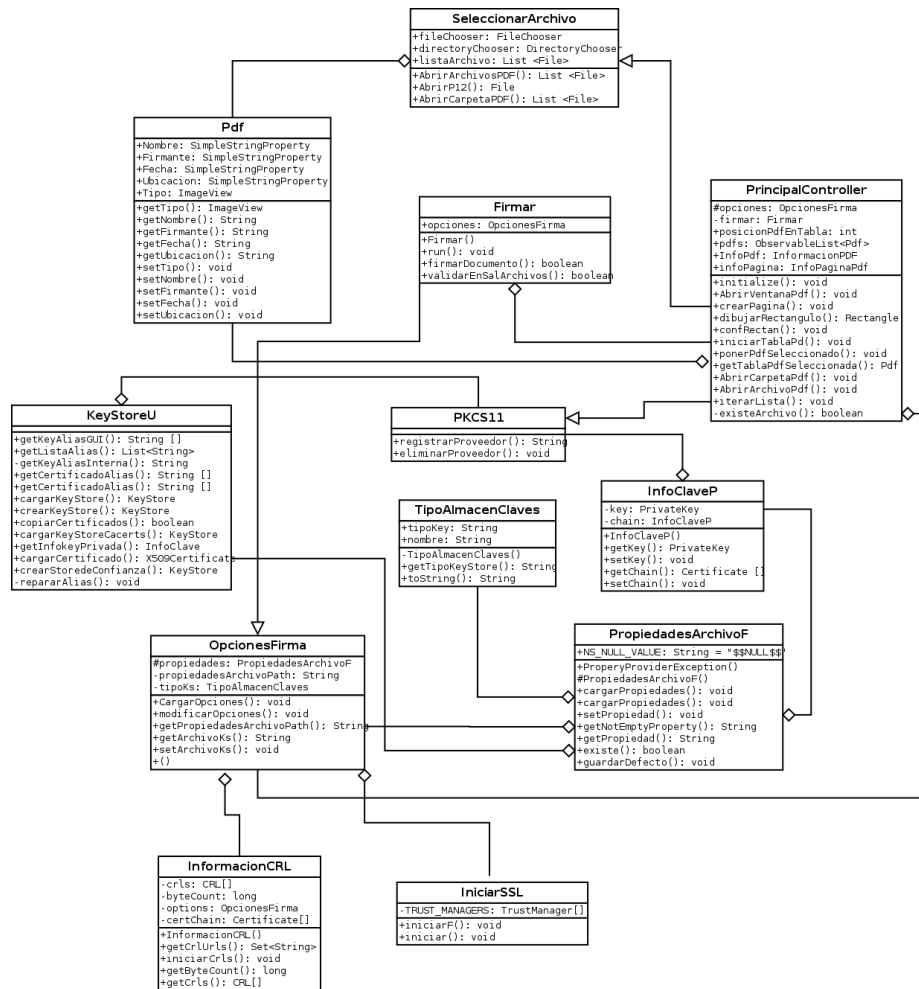 SeleccionarArchivo
+fileChooser: FileChooser
+directoryChooser: DirectoryChooser
+listaArchivo: List <File>
+AbrirArchivosPDF(): List <File>
+AbrirP12(): File
+AbrirCarpetaPDF(): List <File>
Pdf
+Nombre: SimpleStringProperty
+Firmante: SimpleStringProperty
+Fecha: SimpleStringProperty
+Ubicacion: SimpleStringProperty
+Tipo: ImageView
+getTipo(): ImageView
+getNombre(): String
+getFirmante(): String
+getFecha(): String
+getUbicacion(): String
+setTipo(): void
+setNombre(): void
+setFirmante(): void
+setFecha(): void
+setUbicacion(): void
Firmar
+opciones: OpcionesFirma
+Firmar()
+run(): void
+firmarDocumento(): boolean
+validarEnSalArchivos(): boolean
PrincipalController
#opciones: OpcionesFirma
-firmar: Firmar
+posicionPdfEnTabla: int
+pdfs: ObservableList<Pdf>
+InfoPdf: InformacionPDF
+infoPagina: InfoPaginaPdf
+initialize(): void
+AbrirVentanaPdf(): void
+crearPagina(): void
+dibujarRectangulo(): Rectangle
+confRectan(): void
+iniciarTablaPd(): void
+ponerPdfSeleccionado(): void
+getTablaPdfSeleccionada(): Pdf
+AbrirCarpetaPdf(): void
+AbrirArchivoPdf(): void
+iterarLista(): void
-existeArchivo(): boolean
KeyStoreU
+getKeyAliasGUI(): String []
+getListaAlias(): List<String>
-getKeyAliasInterna(): String
+getCertificadoAlias(): String []
+getCertificadoAlias(): String []
+cargarKeyStore(): KeyStore
+crearKeyStore(): KeyStore
+copiarCertificados(): boolean
+cargarKeyStoreCacerts(): KeyStore
+getInfokeyPrivada(): InfoClave
+cargarCertificado(): X509Certificate
+crearStoredeConfianza(): KeyStore
-repararAlias(): void
PKCS11
+registrarProveedor(): String
+eliminarProveedor(): void
InfoClaveP
-key: PrivateKey
-chain: InfoClaveP
+InfoClaveP()
+getKey(): PrivateKey
+setKey(): void
+getChain(): Certificate []
+setChain(): void
TipoAlmacenClaves
+tipoKey: String
+nombre: String
-TipoAlmacenClaves()
+getTipoKeyStore(): String
+toString(): String
OpcionesFirma
#propiedades: PropiedadesArchivoF
-propiedadesArchivoPath: String
-tipoKs: TipoAlmacenClaves
+CargarOpciones(): void
+modificarOpciones(): void
+getPropiedadesArchivoPath(): String
+getArchivoKs(): String
+setArchivoKs(): void
+()
PropiedadesArchivoF
+NS_NULL_VALUE: String = "$$NULL$$"
+ProperyProviderException()
#PropiedadesArchivoF()
+cargarPropiedades(): void
+cargarPropiedades(): void
+setPropiedad(): void
+getNotEmptyProperty(): String
+getPropiedad(): String
+existe(): boolean
+guardarDefecto(): void
InformacionCRL
-crls: CRL[]
-byteCount: long
-options: OpcionesFirma
-certChain: Certificate[]
+InformacionCRL()
+getCrlUrls(): Set<String>
+iniciarCrls(): void
+getByteCount(): long
+getCrls(): CRL[]
IniciarSSL
-TRUST_MANAGERS: TrustManager[]
+iniciarF(): void
+iniciar(): void